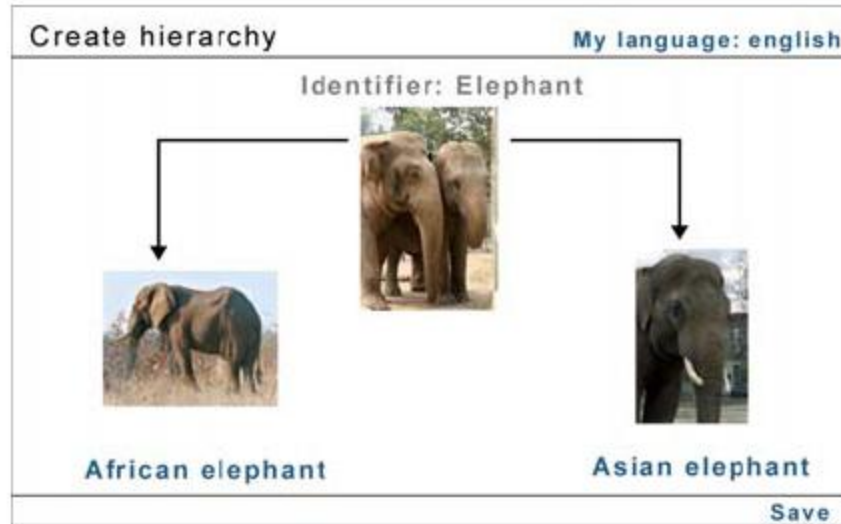 Create hierarchy
My language: english
Identifier: Elephant
African elephant
Asian elephant
Save